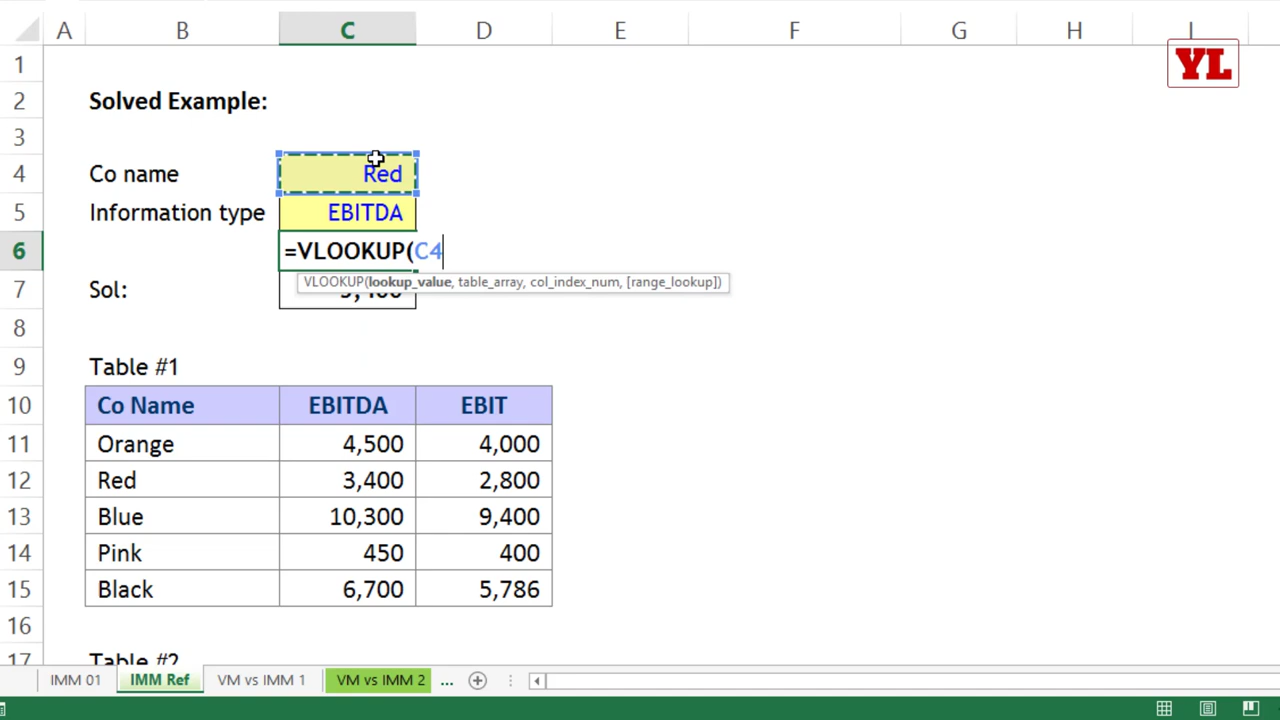 A B C D E F G H
YL
1
2 Solved Example:
3
4 Co name Red
5 Information type EBITDA
6 =VLOOKUP(C4
VLOOKUP(lookup_value, table_array, col_index_num, [range_lookup])
7 Sol:
8
9 Table #1
10 Co Name EBITDA EBIT
11 Orange 4,500 4,000
12 Red 3,400 2,800
13 Blue 10,300 9,400
14 Pink 450 400
15 Black 6,700 5,786
16
17 Table #2
IMM 01 IMM Ref VM vs IMM 1 VM vs IMM 2 ...